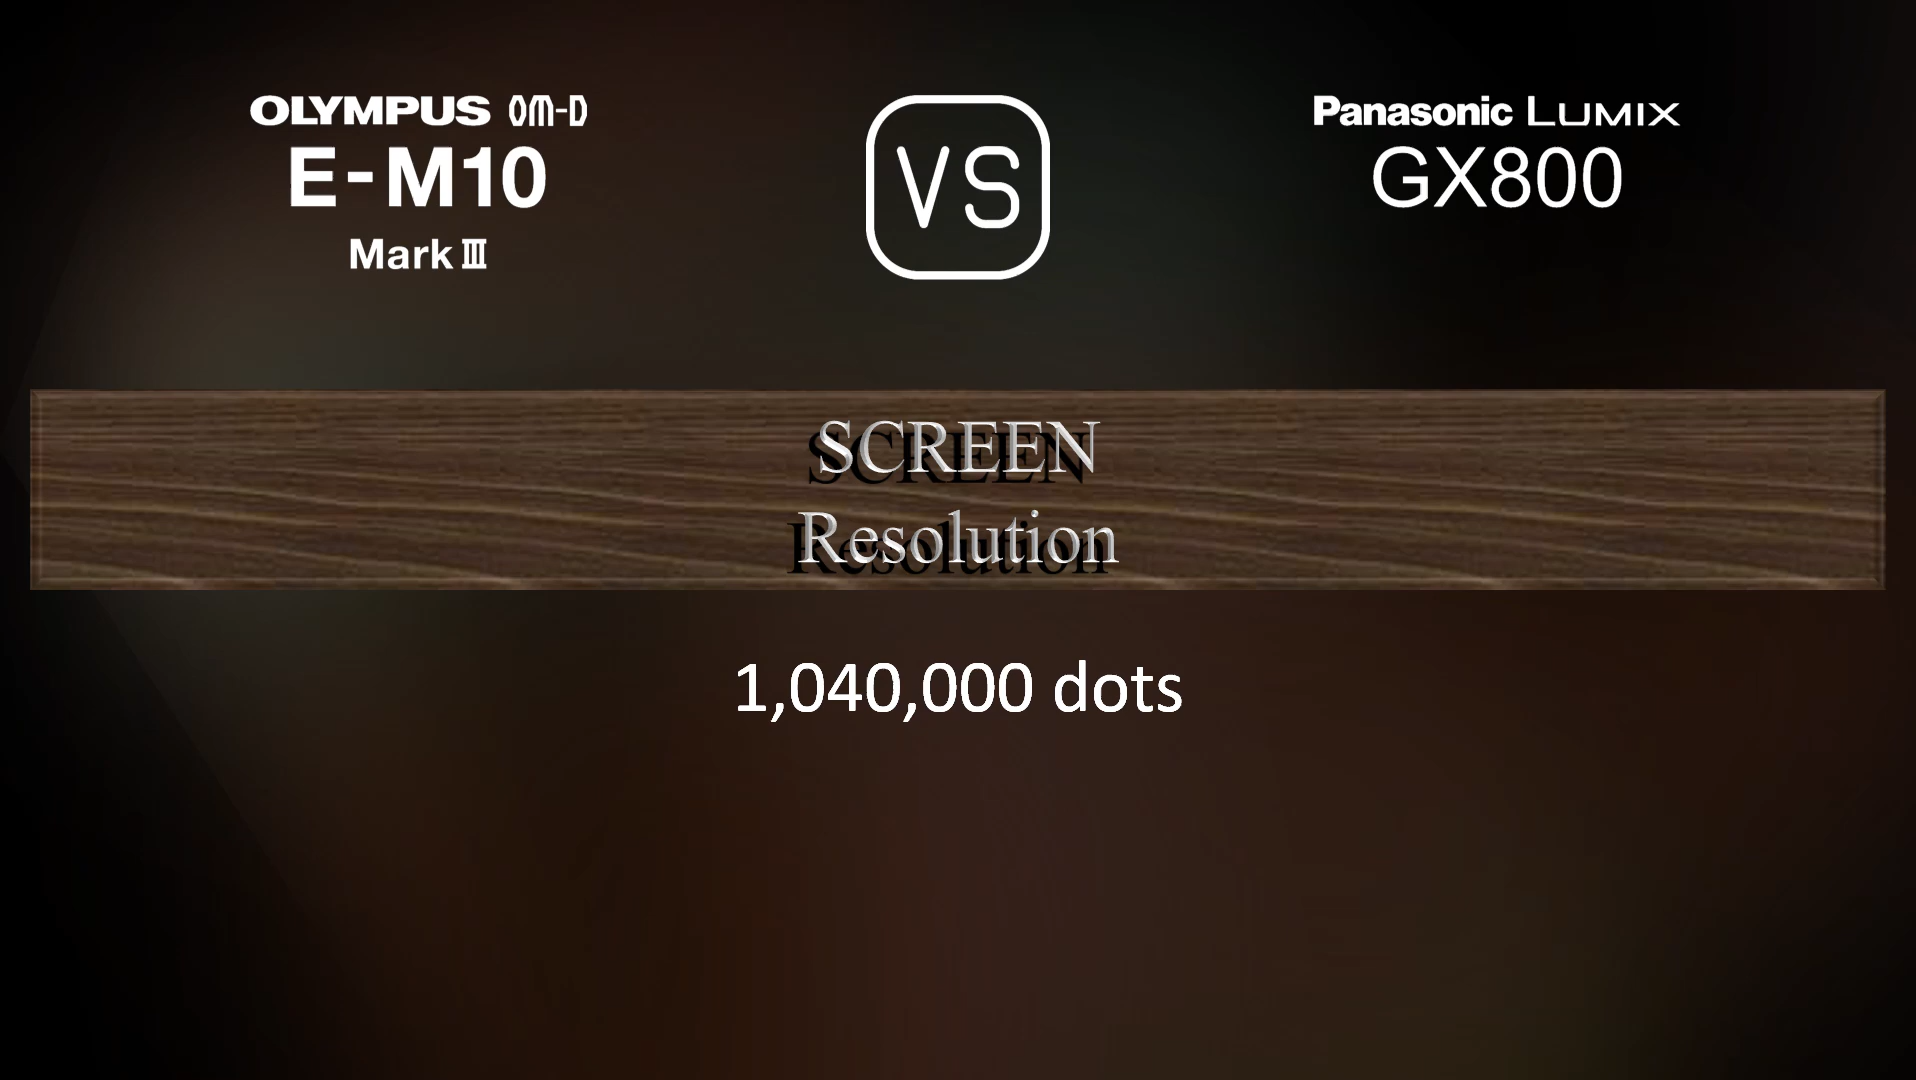 OLYMPUS OM-D
E-M10
Mark III
VS
Panasonic LUMIX
GX800
SCREEN
Resolution
1,040,000 dots